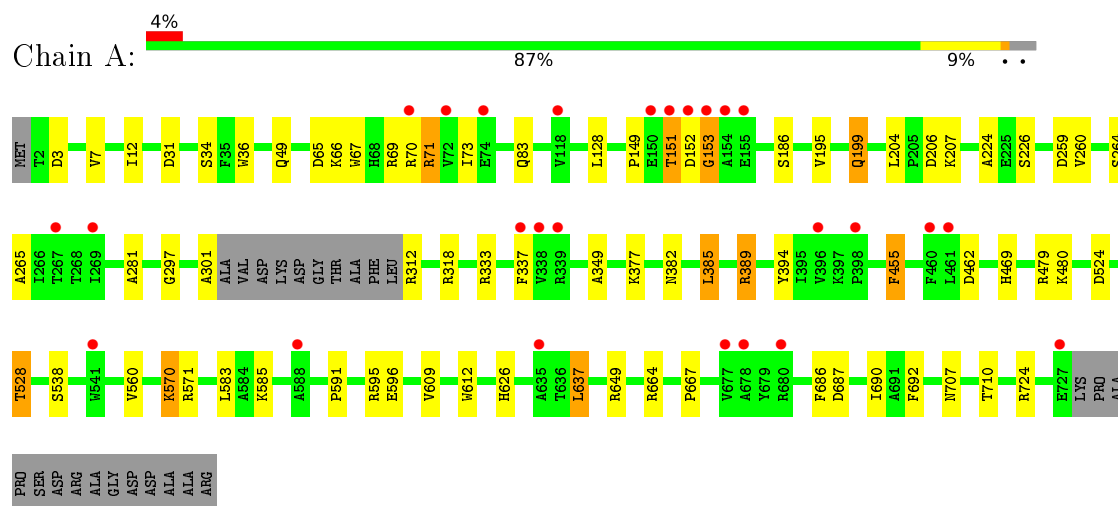 4%
Chain A:
87% 9% • •
MET T2 D3 V7 I12 D31 S34 F35 W36 Q49 D65 K66 W67 H68 R69 R70 R71 V72 I73 E74 Q83 V118 L128 P149 E150 T151 D152 G153 A154 E155 S186 V195 Q199 L204 P205 D206 K207 A224 E225 S226 D259 V260 S264
A265 I266 T267 T268 I269 A281 G297 A301 ALA VAL ASP LYS ASP GLY THR ALA PHE LEU R312 R318 R333 F337 V338 R339 A349 K377 N382 L385 R389 Y394 I395 V396 K397 P398 F455 F460 L461 D462 H469 R479 K480 D524
T528 S538 W541 V560 K570 R571 L583 A584 K585 A588 P591 R595 E596 V609 W612 H626 A635 T636 L637 R649 R664 P667 V677 A678 Y679 R680 F686 D687 I690 A691 F692 N707 T710 R724 E727 LYS PRO ALA
PRO SER ASP ARG ALA GLY ASP ASP ALA ALA ARG